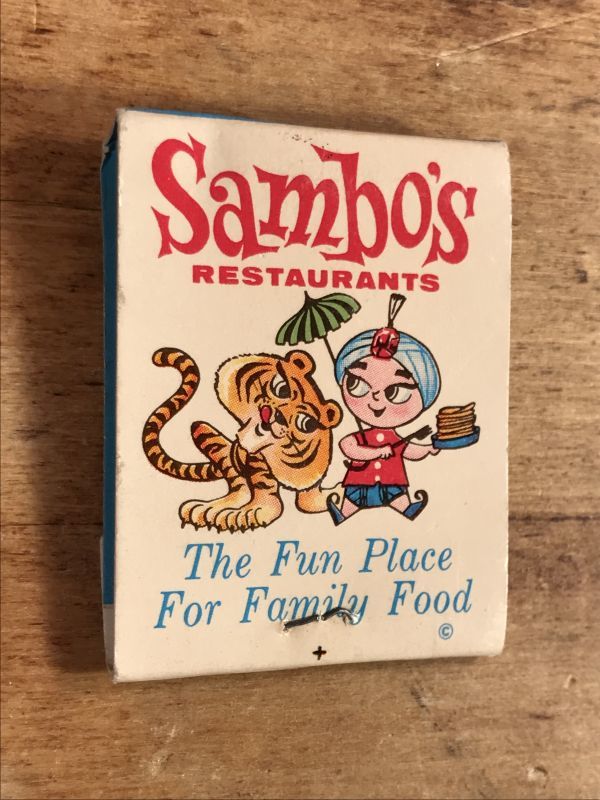 Sambo's
RESTAURANTS
The Fun Place
For Family Food
©
+